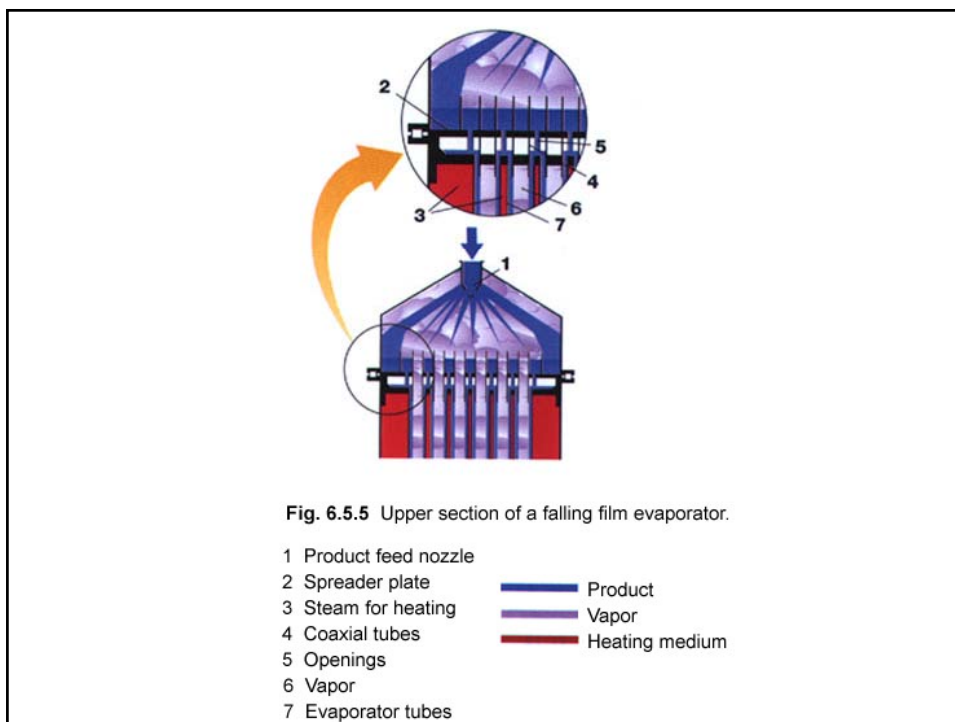 2
5
4
6
3
7
1
Fig. 6.5.5 Upper section of a falling film evaporator.
1 Product feed nozzle
2 Spreader plate
3 Steam for heating
4 Coaxial tubes
5 Openings
6 Vapor
7 Evaporator tubes
Product
Vapor
Heating medium